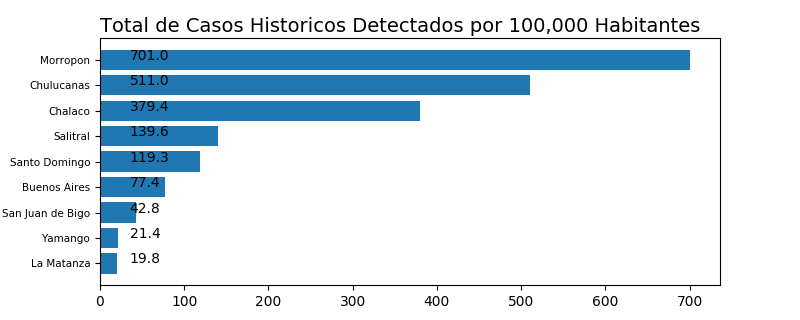 Total de Casos Historicos Detectados por 100,000 Habitantes
Morropon 701.0
Chulucanas 511.0
Chalaco 379.4
Salitral 139.6
Santo Domingo 119.3
Buenos Aires 77.4
San Juan de Bigo 42.8
Yamango 21.4
La Matanza 19.8
0 100 200 300 400 500 600 700